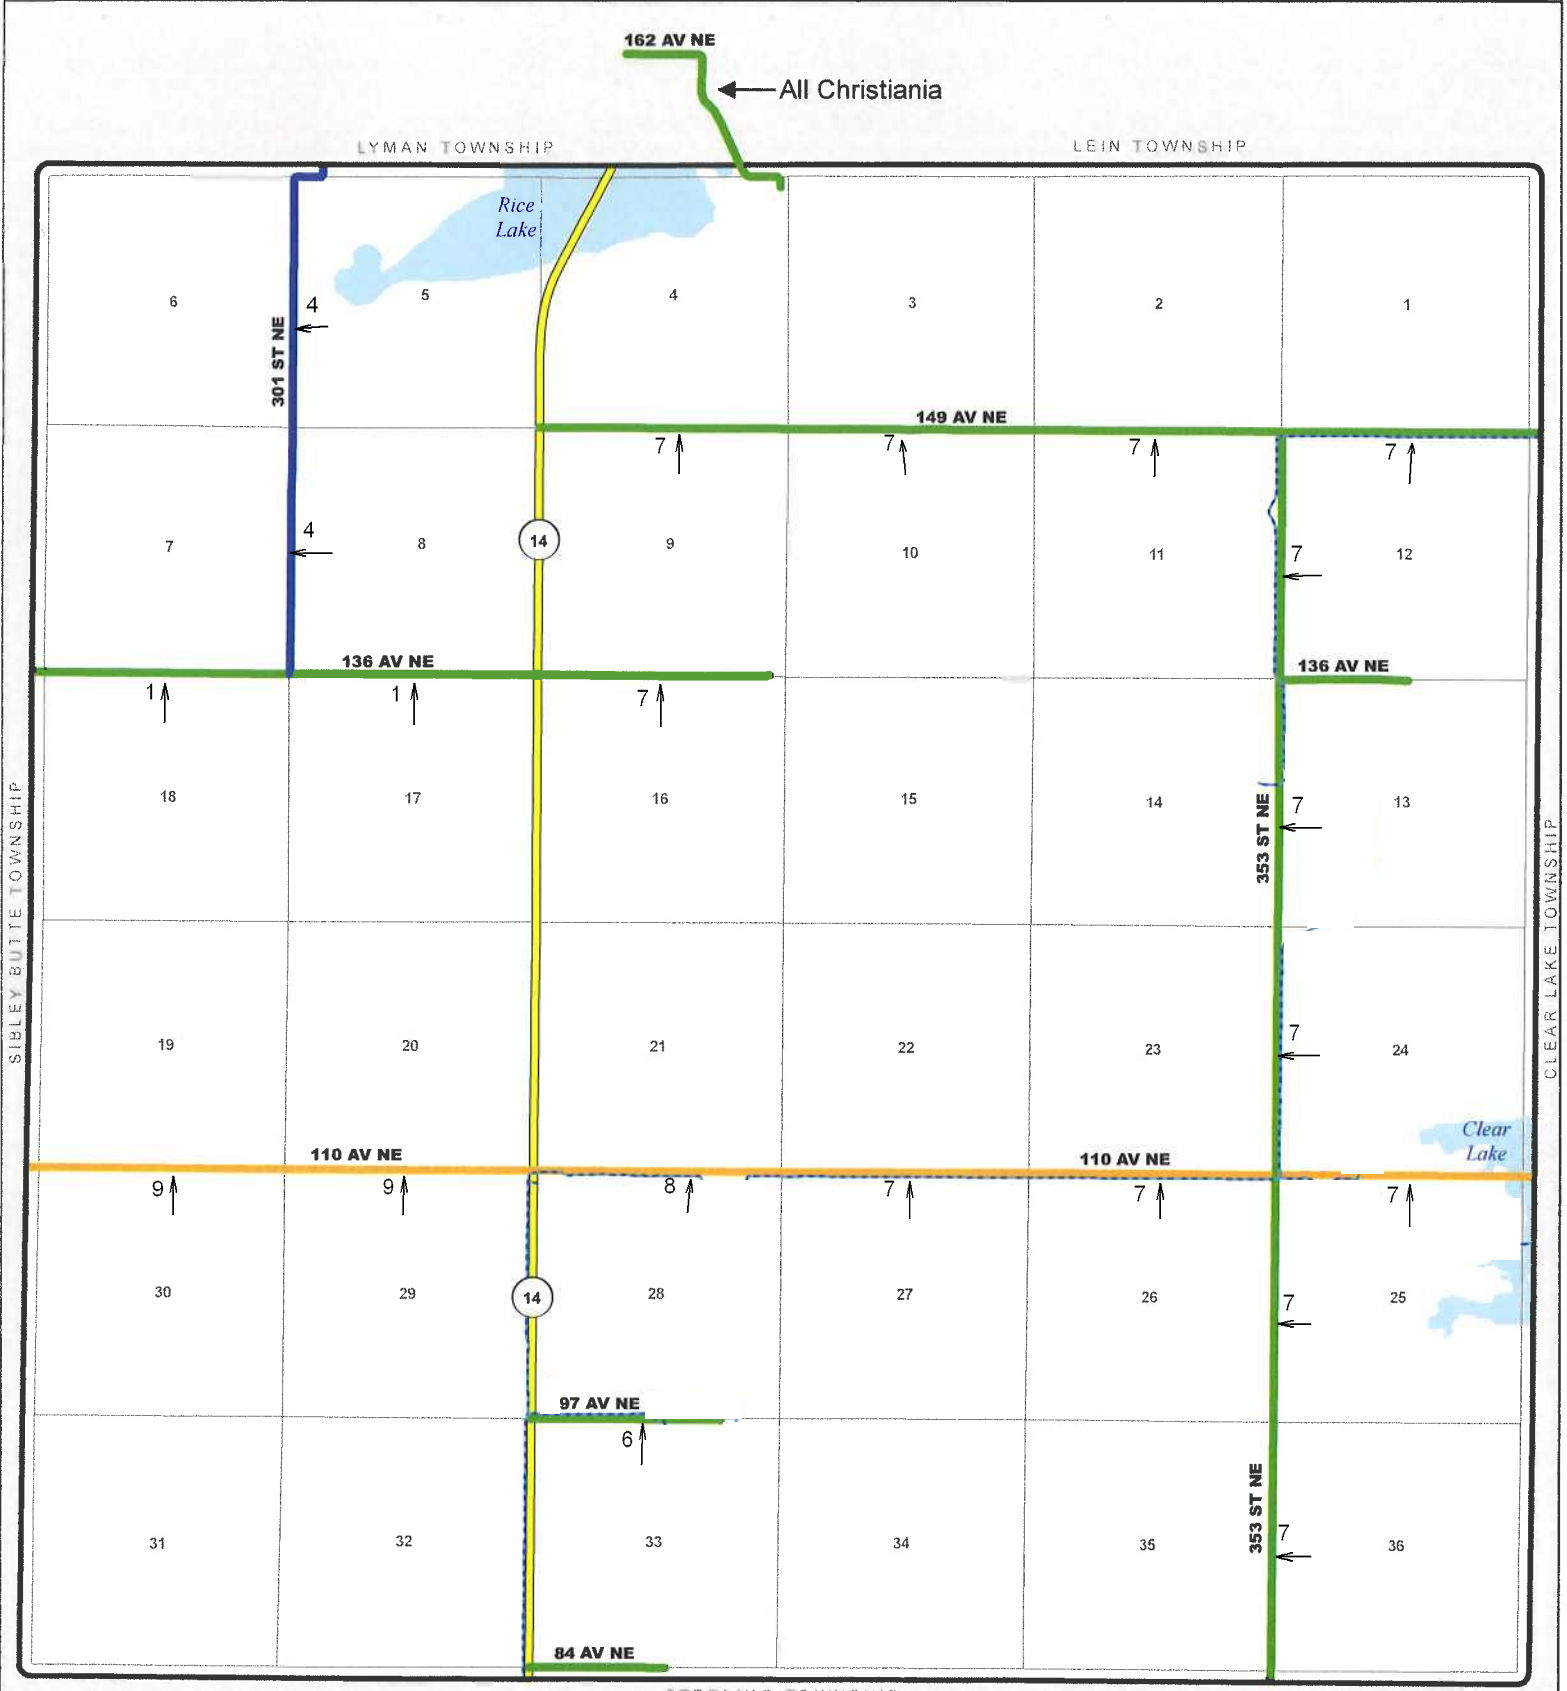 162 AV NE
All Christiania
LYMAN TOWNSHIP
LEIN TOWNSHIP
Rice
Lake
6
4
5
4
3
2
1
301 ST NE
149 AV NE
7
7
7
7
4
7
8
14
9
10
11
7
12
136 AV NE
136 AV NE
1
1
7
18
17
16
15
14
7
13
353 ST NE
SIBLEY BUTTE TOWNSHIP
CLEAR LAKE TOWNSHIP
19
20
21
22
23
7
24
Clear
Lake
110 AV NE
110 AV NE
9
9
8
7
7
7
30
29
14
28
27
26
7
25
97 AV NE
6
353 ST NE
31
32
33
34
35
7
36
84 AV NE